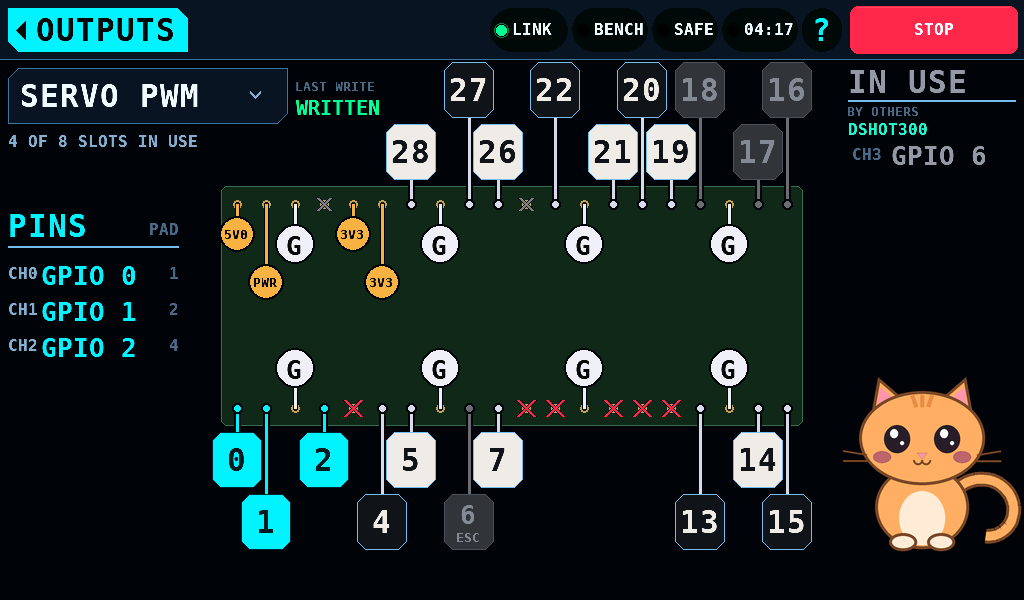 OUTPUTS
LINK
BENCH
SAFE
04:17
?
STOP
SERVO PWM
LAST WRITE
WRITTEN
4 OF 8 SLOTS IN USE
27
22
20
18
16
28
26
21
19
17
IN USE
BY OTHERS
DSHOT300
CH3 GPIO 6
PINS PAD
CH0 GPIO 0 1
CH1 GPIO 1 2
CH2 GPIO 2 4
5V0
G
3V3
G
G
G
PWR
3V3
G
G
G
G
0
2
5
7
14
1
4
6
ESC
13
15